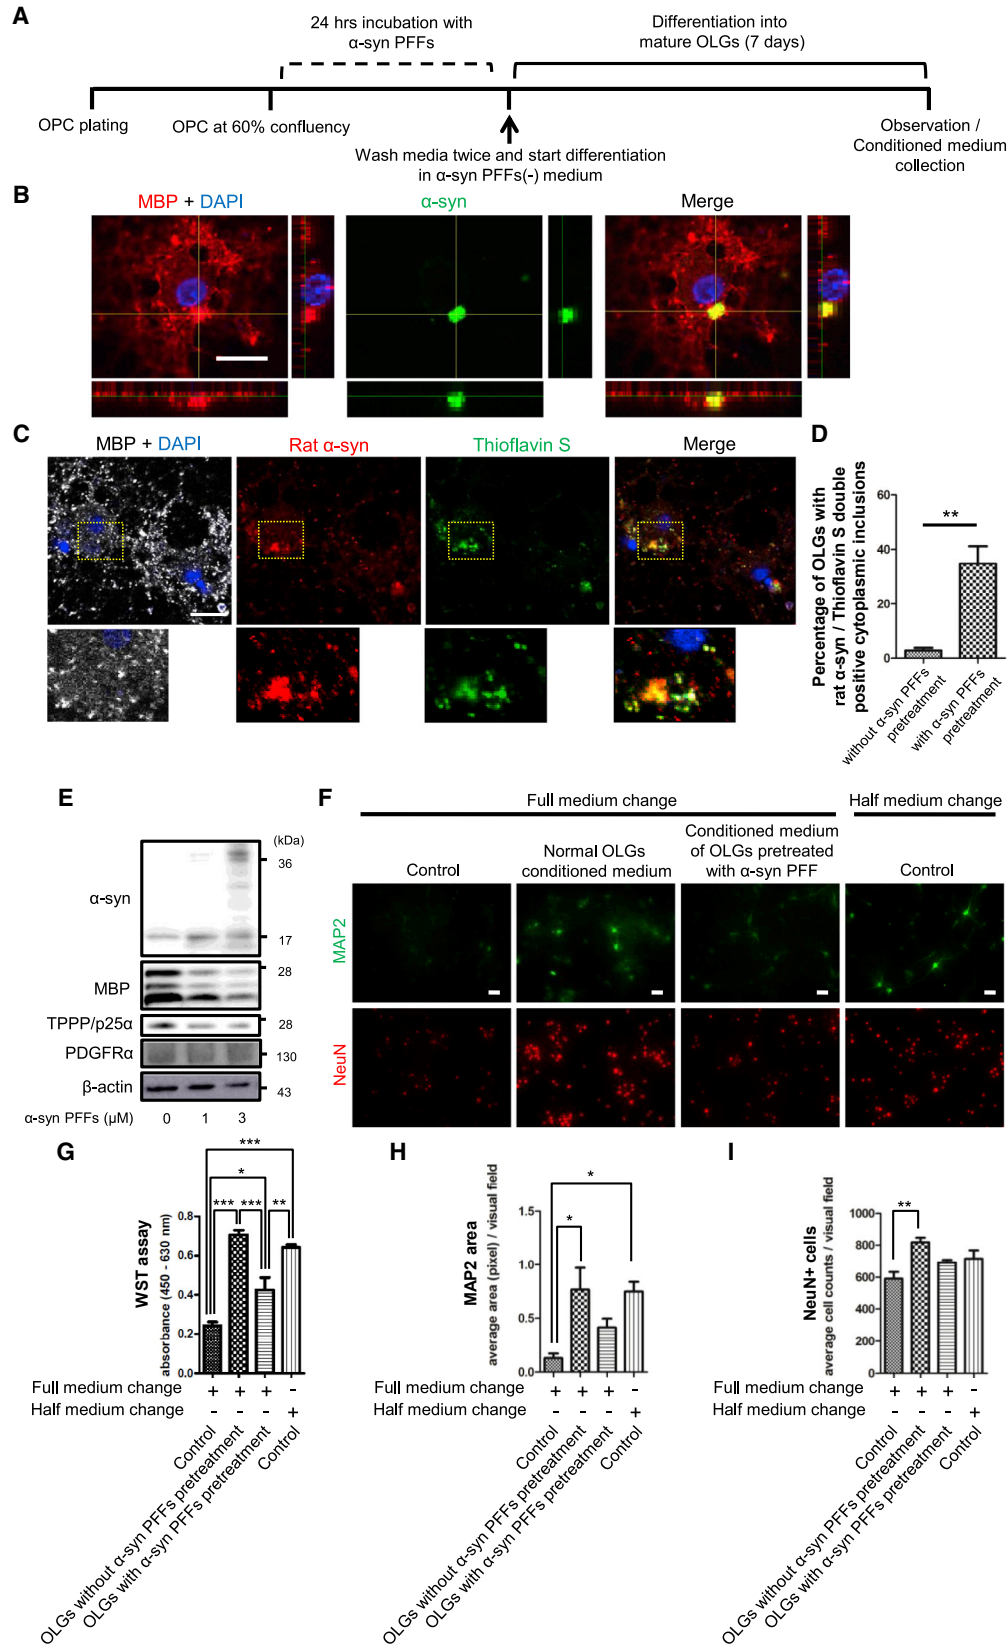 A
24 hrs incubation with
α-syn PFFs
Differentiation into
mature OLGs (7 days)
OPC plating
OPC at 60% confluency
Wash media twice and start differentiation
in α-syn PFFs(-) medium
Observation /
Conditioned medium
collection
B
MBP + DAPI
α-syn
Merge
C
MBP + DAPI
Rat α-syn
Thioflavin S
Merge
D
Percentage of OLGs with
rat α-syn / Thioflavin S double
positive cytoplasmic inclusions
60
40
20
0
**
without α-syn PFFs
pretreatment
with α-syn PFFs
pretreatment
E
(kDa)
α-syn
36
17
MBP
28
TPPP/p25α
28
PDGFRα
130
β-actin
43
α-syn PFFs (μM)
0 1 3
F
Full medium change
Half medium change
Control
Normal OLGs
conditioned medium
Conditioned medium
of OLGs pretreated
with α-syn PFF
Control
MAP2
NeuN
G
WST assay
absorbance (450 - 630 nm)
0.8
0.6
0.4
0.2
0.0
***
*
*** *** **
Full medium change + + + -
Half medium change - - - +
Control
OLGs without α-syn PFFs pretreatment
OLGs with α-syn PFFs pretreatment
Control
H
MAP2 area
average area (pixel) / visual field
1.5
1.0
0.5
0.0
*
*
Full medium change + + + -
Half medium change - - - +
Control
OLGs without α-syn PFFs pretreatment
OLGs with α-syn PFFs pretreatment
Control
I
NeuN+ cells
average cell counts / visual field
1000
800
600
400
200
0
**
Full medium change + + + -
Half medium change - - - +
Control
OLGs without α-syn PFFs pretreatment
OLGs with α-syn PFFs pretreatment
Control